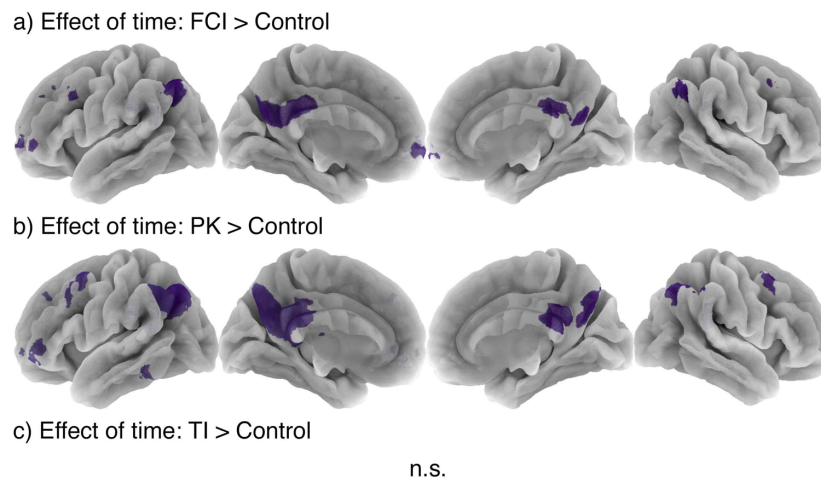 a) Effect of time: FCI > Control
b) Effect of time: PK > Control
c) Effect of time: TI > Control
n.s.